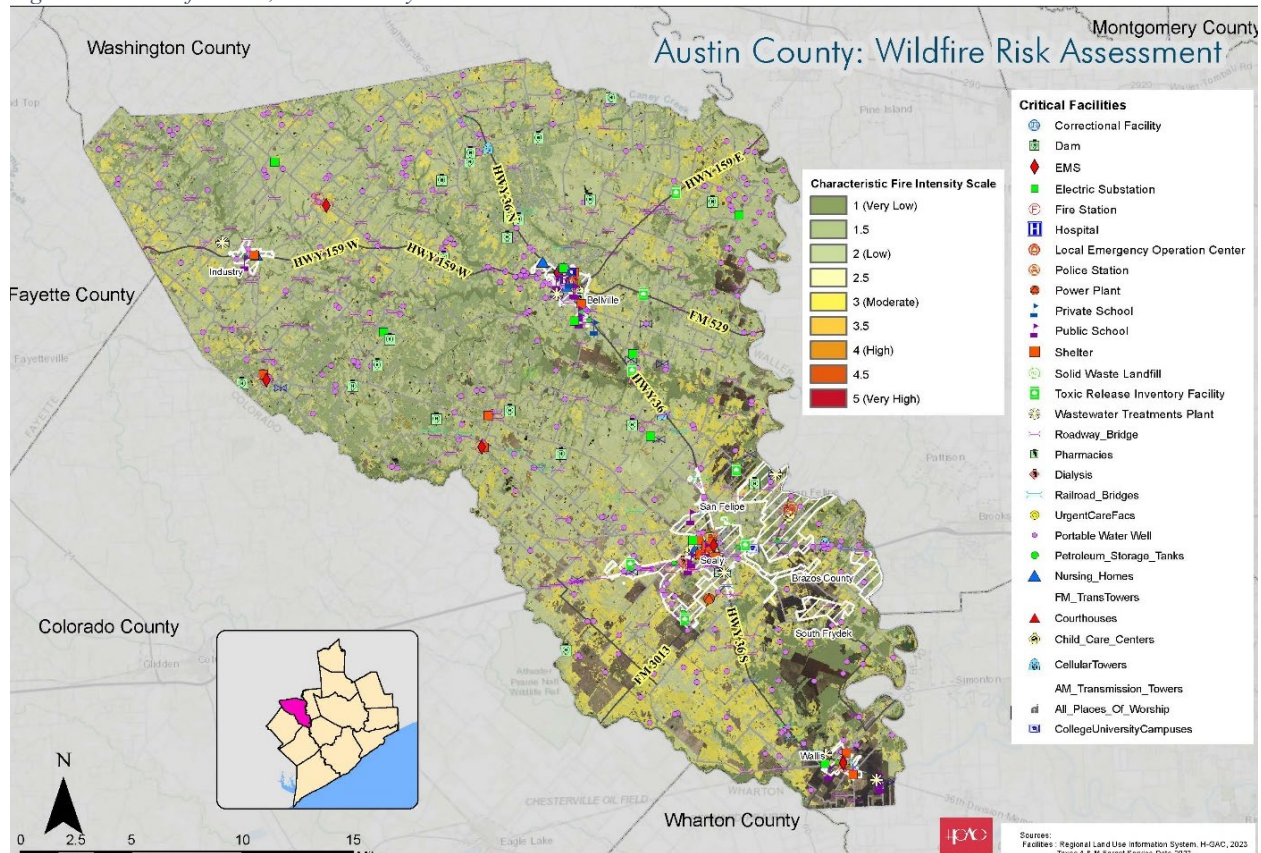 Washington County
Montgomery County
Austin County: Wildfire Risk Assessment
Caney Creek
Pine Island
Critical Facilities
Correctional Facility
Dam
EMS
Electric Substation
Fire Station
Hospital
Local Emergency Operation Center
Police Station
Power Plant
Private School
Public School
Shelter
Solid Waste Landfill
Toxic Release Inventory Facility
Wastewater Treatments Plant
Roadway_Bridge
Pharmacies
Dialysis
Railroad_Bridges
UrgentCareFacs
Portable Water Well
Petroleum_Storage_Tanks
Nursing_Homes
FM_TransTowers
Courthouses
Child_Care_Centers
CellularTowers
AM_Transmission_Towers
All_Places_Of_Worship
CollegeUniversityCampuses
Characteristic Fire Intensity Scale
1 (Very Low)
1.5
2 (Low)
2.5
3 (Moderate)
3.5
4 (High)
4.5
5 (Very High)
HWY 36 N
HWY 159 E
HWY 159 W
HWY 159 W
Industry
Bellville
Fayette County
FM 529
Fayetteville
WALLER
FAYETTE
COLORADO
HWY 36
Pattison
San Felipe
Sealy
Brazos County
South Frydek
Colorado County
Glidden
HWY 36 S
FM 3013
Simonton
Wallis
N
CHESTERVILLE OIL FIELD
WHARTON
Wharton County
Eagle Lake
0 2.5 5 10 15
H-GAC
Sources:
Facilities : Regional Land Use Information System, H-GAC, 2023